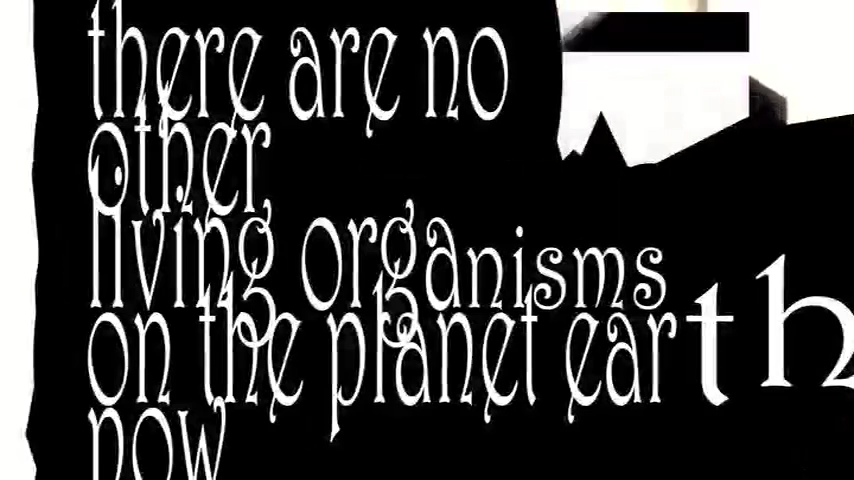 there are no
other
living organisms
on the planet earth
now